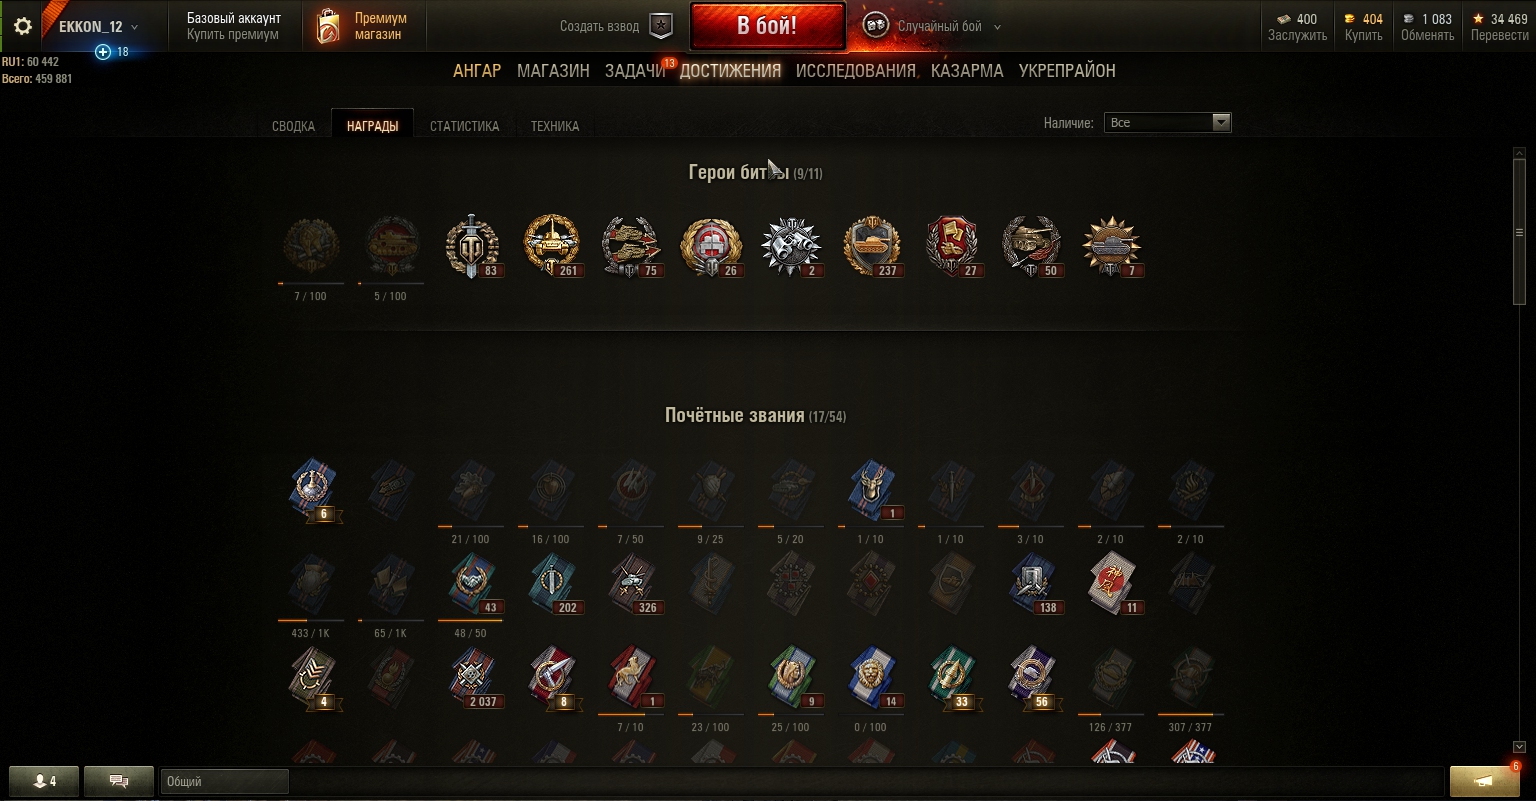 EKKON_12
18
Базовый аккаунт
Купить премиум
Премиум
магазин
Создать взвод
В бой!
Случайный бой
400
Заслужить
404
Купить
1 083
Обменять
34 469
Перевести
RU1: 60 442
Всего: 459 881
АНГАР МАГАЗИН ЗАДАЧИ 13 ДОСТИЖЕНИЯ ИССЛЕДОВАНИЯ КАЗАРМА УКРЕПРАЙОН
СВОДКА НАГРАДЫ СТАТИСТИКА ТЕХНИКА
Наличие: Все
Герои битвы (9/11)
83 261 75 26 2 237 27 50 7
7 / 100 5 / 100
Почётные звания (17/54)
6 1
21 / 100 16 / 100 7 / 50 9 / 25 5 / 20 1 / 10 1 / 10 3 / 10 2 / 10 2 / 10
神風
43 202 326 138 11
433 / 1K 65 / 1K 48 / 50
4 2 037 8 1 9 14 33 56
7 / 10 23 / 100 25 / 100 0 / 100 126 / 377 307 / 377
4
Общий
6